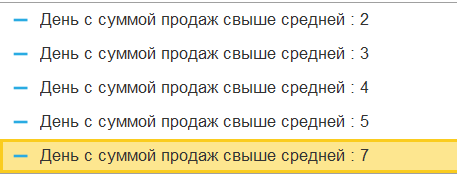 День с суммой продаж свыше средней : 2
День с суммой продаж свыше средней : 3
День с суммой продаж свыше средней : 4
День с суммой продаж свыше средней : 5
День с суммой продаж свыше средней : 7